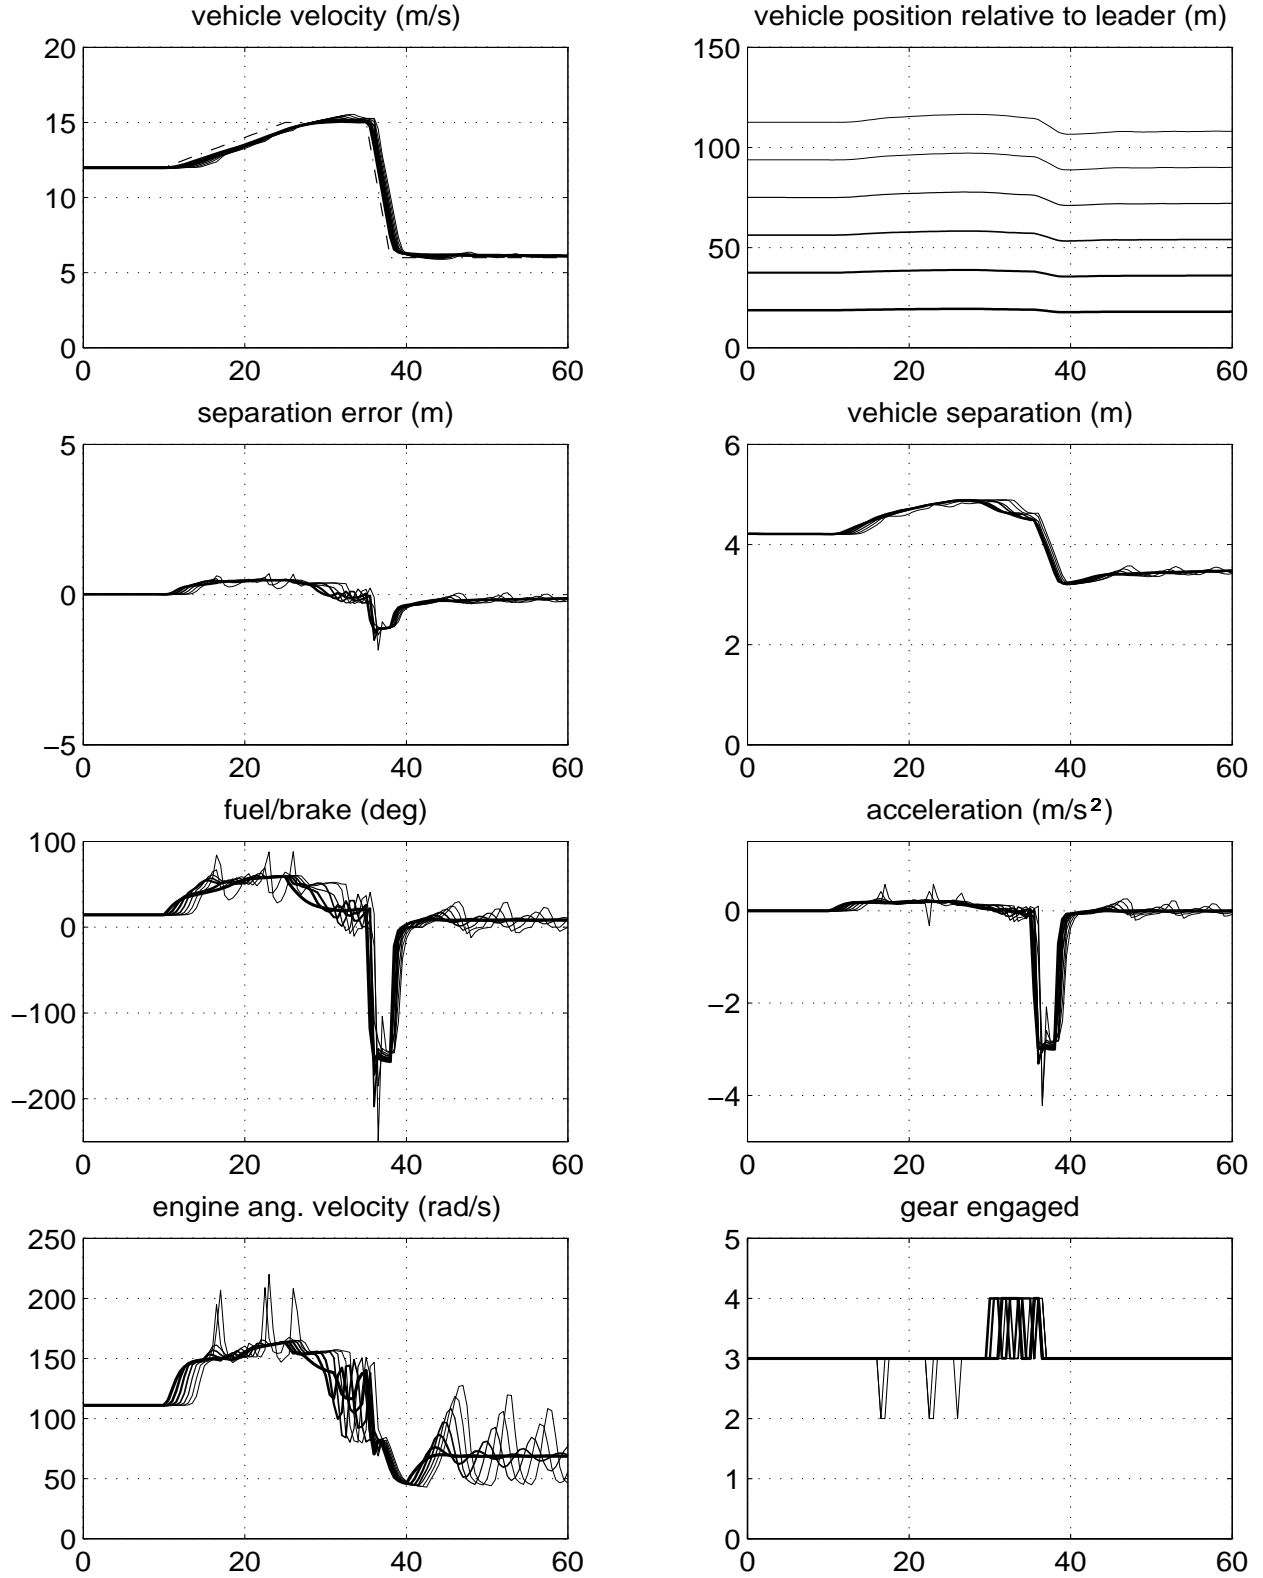 vehicle velocity (m/s)
20
15
10
5
0
0 20 40 60
vehicle position relative to leader (m)
150
100
50
0
0 20 40 60
separation error (m)
5
0
−5
0 20 40 60
vehicle separation (m)
6
4
2
0
0 20 40 60
fuel/brake (deg)
100
0
−100
−200
0 20 40 60
acceleration (m/s²)
0
−2
−4
0 20 40 60
engine ang. velocity (rad/s)
250
200
150
100
50
0
0 20 40 60
gear engaged
5
4
3
2
1
0
0 20 40 60